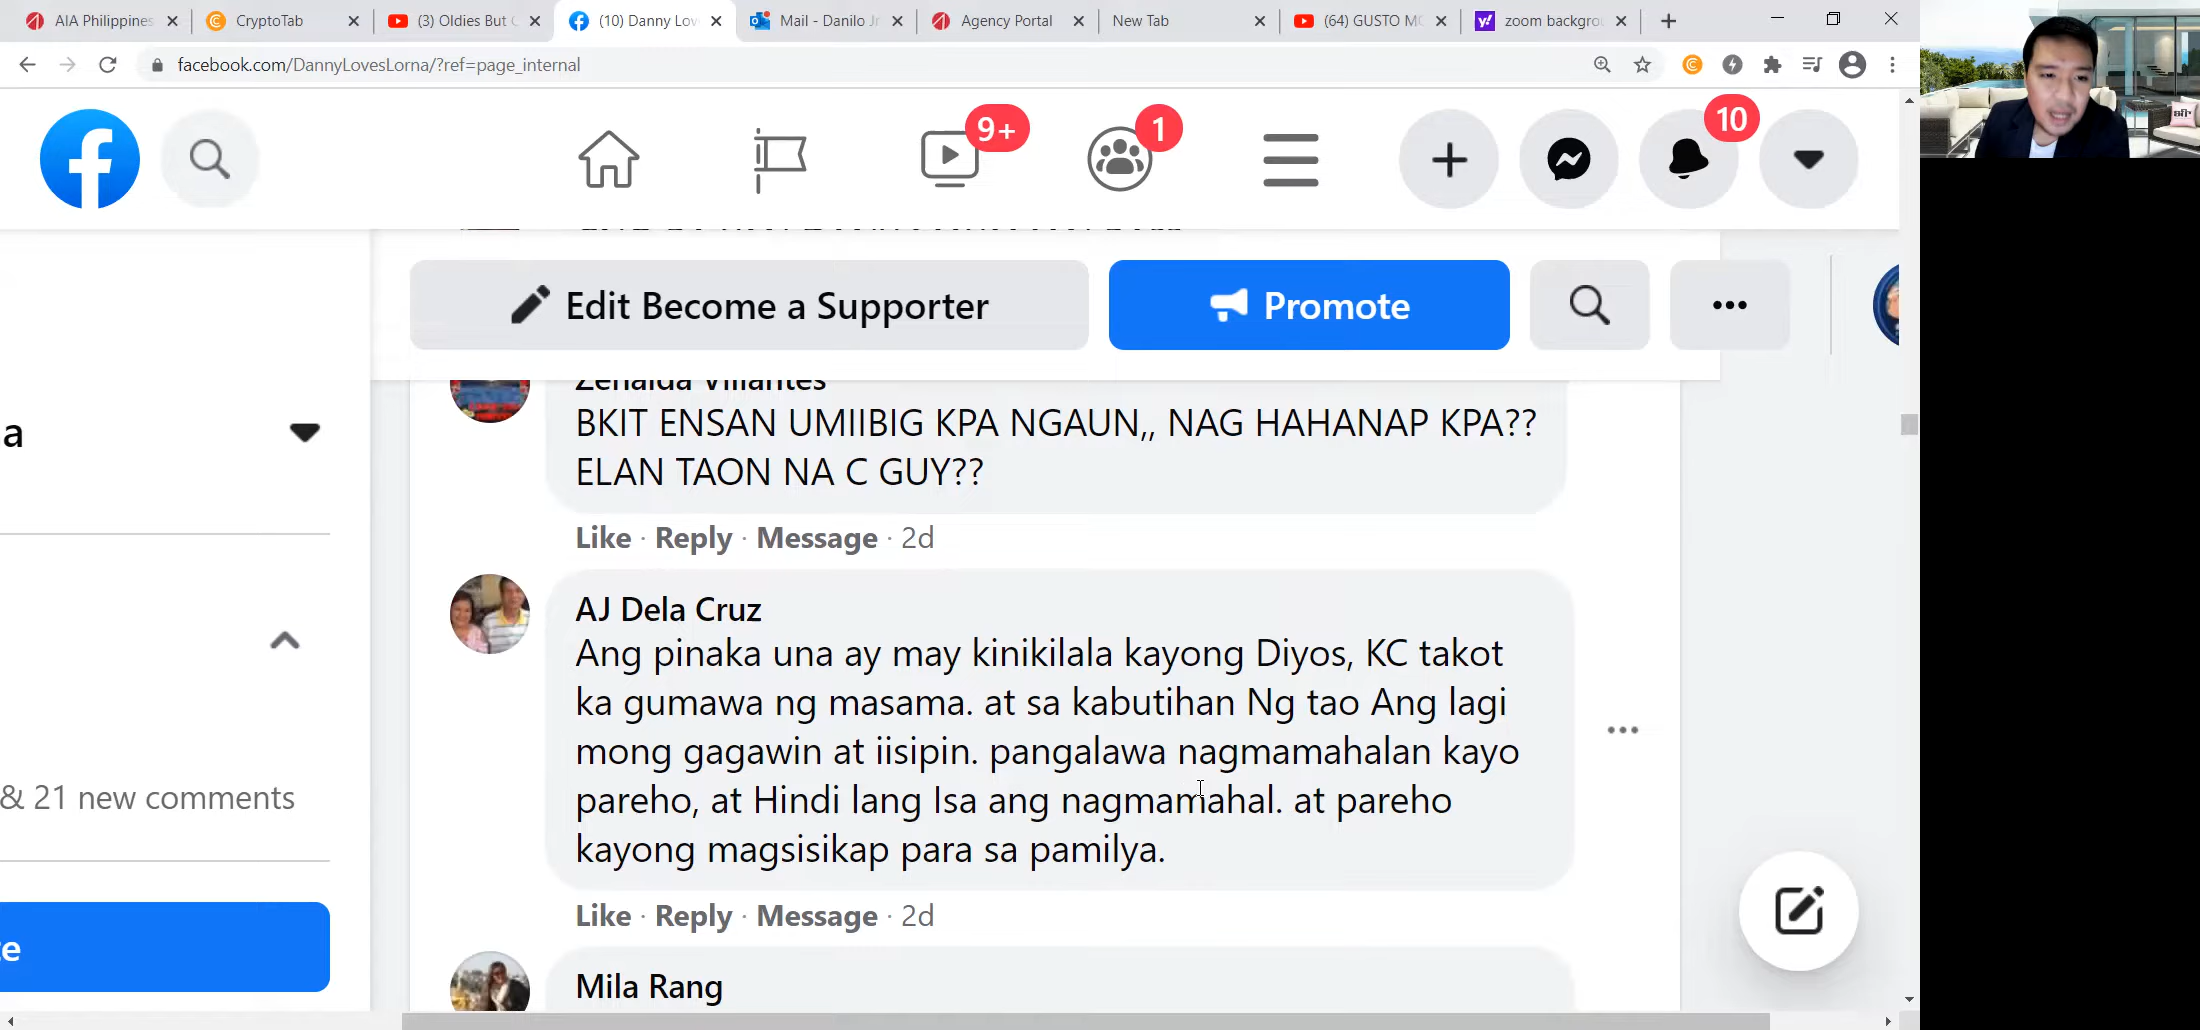 AIA Philippines
CryptoTab
(3) Oldies But
(10) Danny Lov
Mail - Danilo Jr
Agency Portal
New Tab
(64) GUSTO MO
zoom backgrou
facebook.com/DannyLovesLorna/?ref=page_internal
9+
1
10
Edit Become a Supporter
Promote
a
Zenaida Villantes
BKIT ENSAN UMIIBIG KPA NGAUN,, NAG HAHANAP KPA??
ELAN TAON NA C GUY??
Like · Reply · Message · 2d
AJ Dela Cruz
Ang pinaka una ay may kinikilala kayong Diyos, KC takot
ka gumawa ng masama. at sa kabutihan Ng tao Ang lagi
mong gagawin at iisipin. pangalawa nagmamahalan kayo
pareho, at Hindi lang Isa ang nagmamahal. at pareho
kayong magsisikap para sa pamilya.
Like · Reply · Message · 2d
& 21 new comments
te
Mila Rang